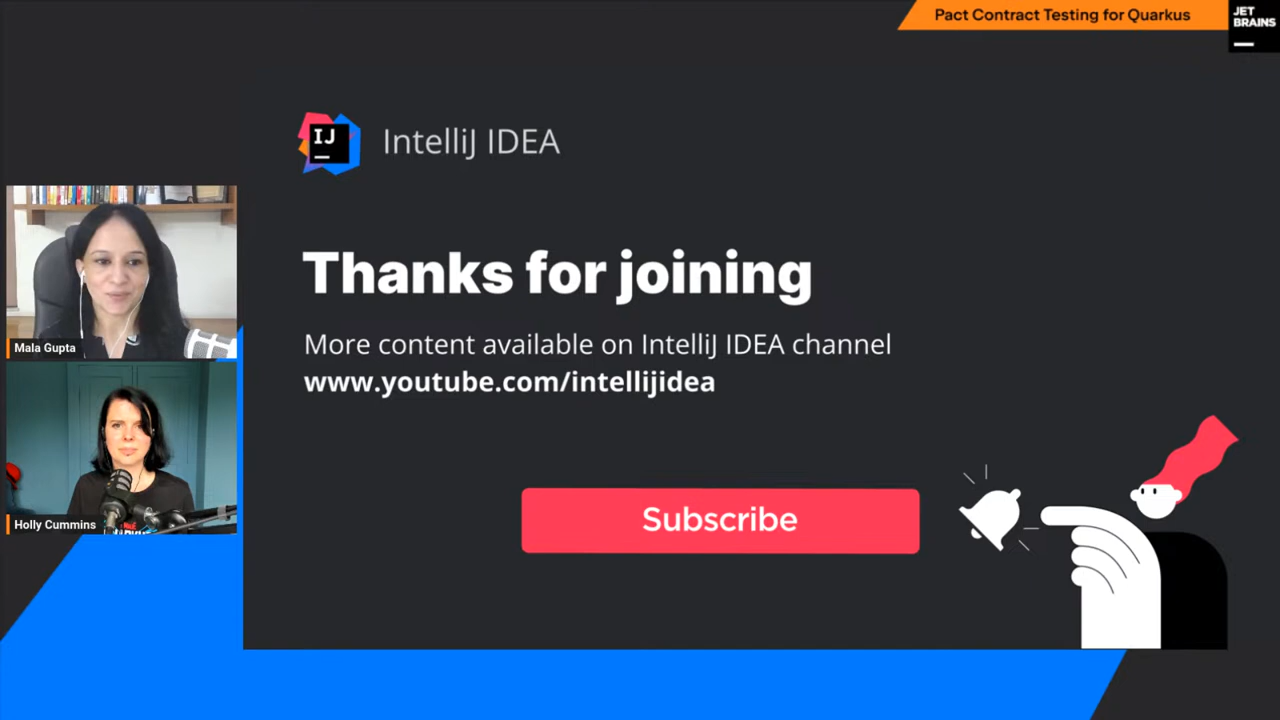 Pact Contract Testing for Quarkus
JET
BRAINS
IJ
IntelliJ IDEA
Thanks for joining
More content available on IntelliJ IDEA channel
www.youtube.com/intellijidea
Mala Gupta
Holly Cummins
Subscribe